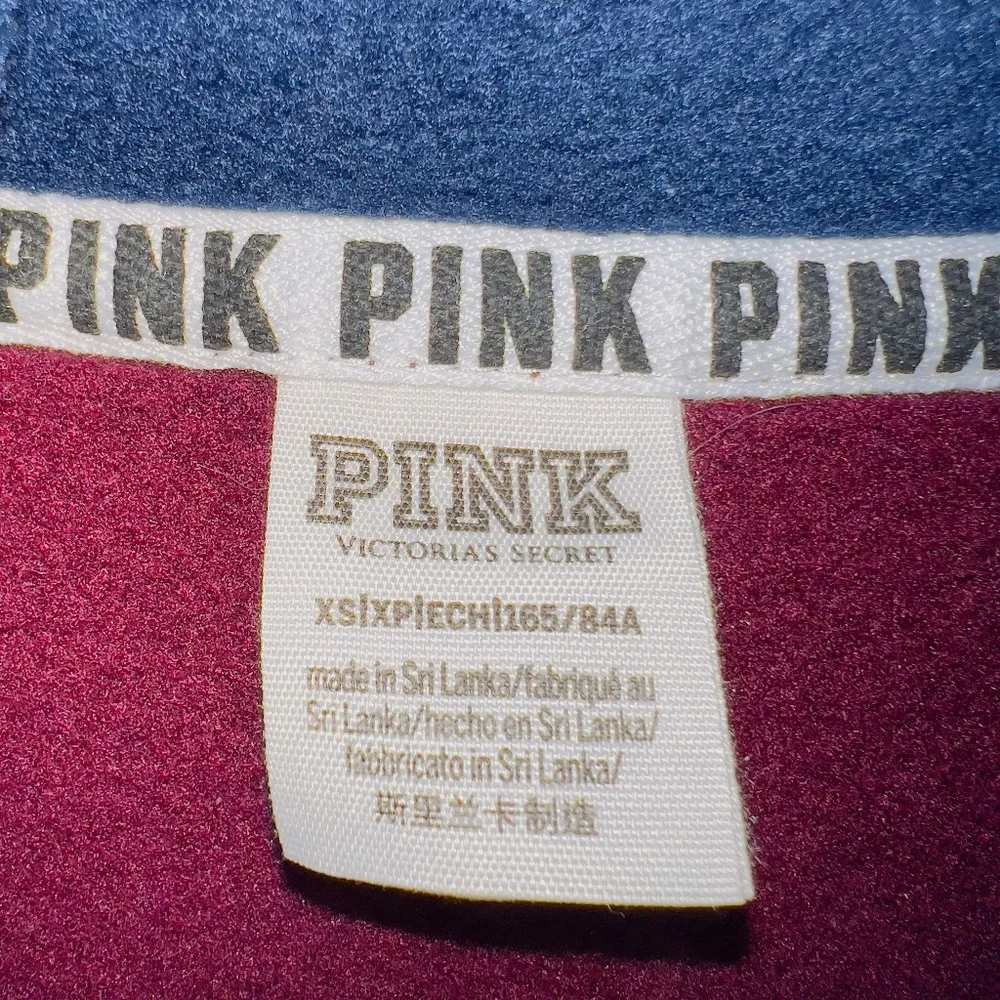 PINK PINK PINK
PINK
VICTORIA'S SECRET
XS|XP|ECH|165/84A
made in Sri Lanka/fabriqué au
Sri Lanka/hecho en Sri Lanka/
fabbricato in Sri Lanka/
斯里兰卡制造